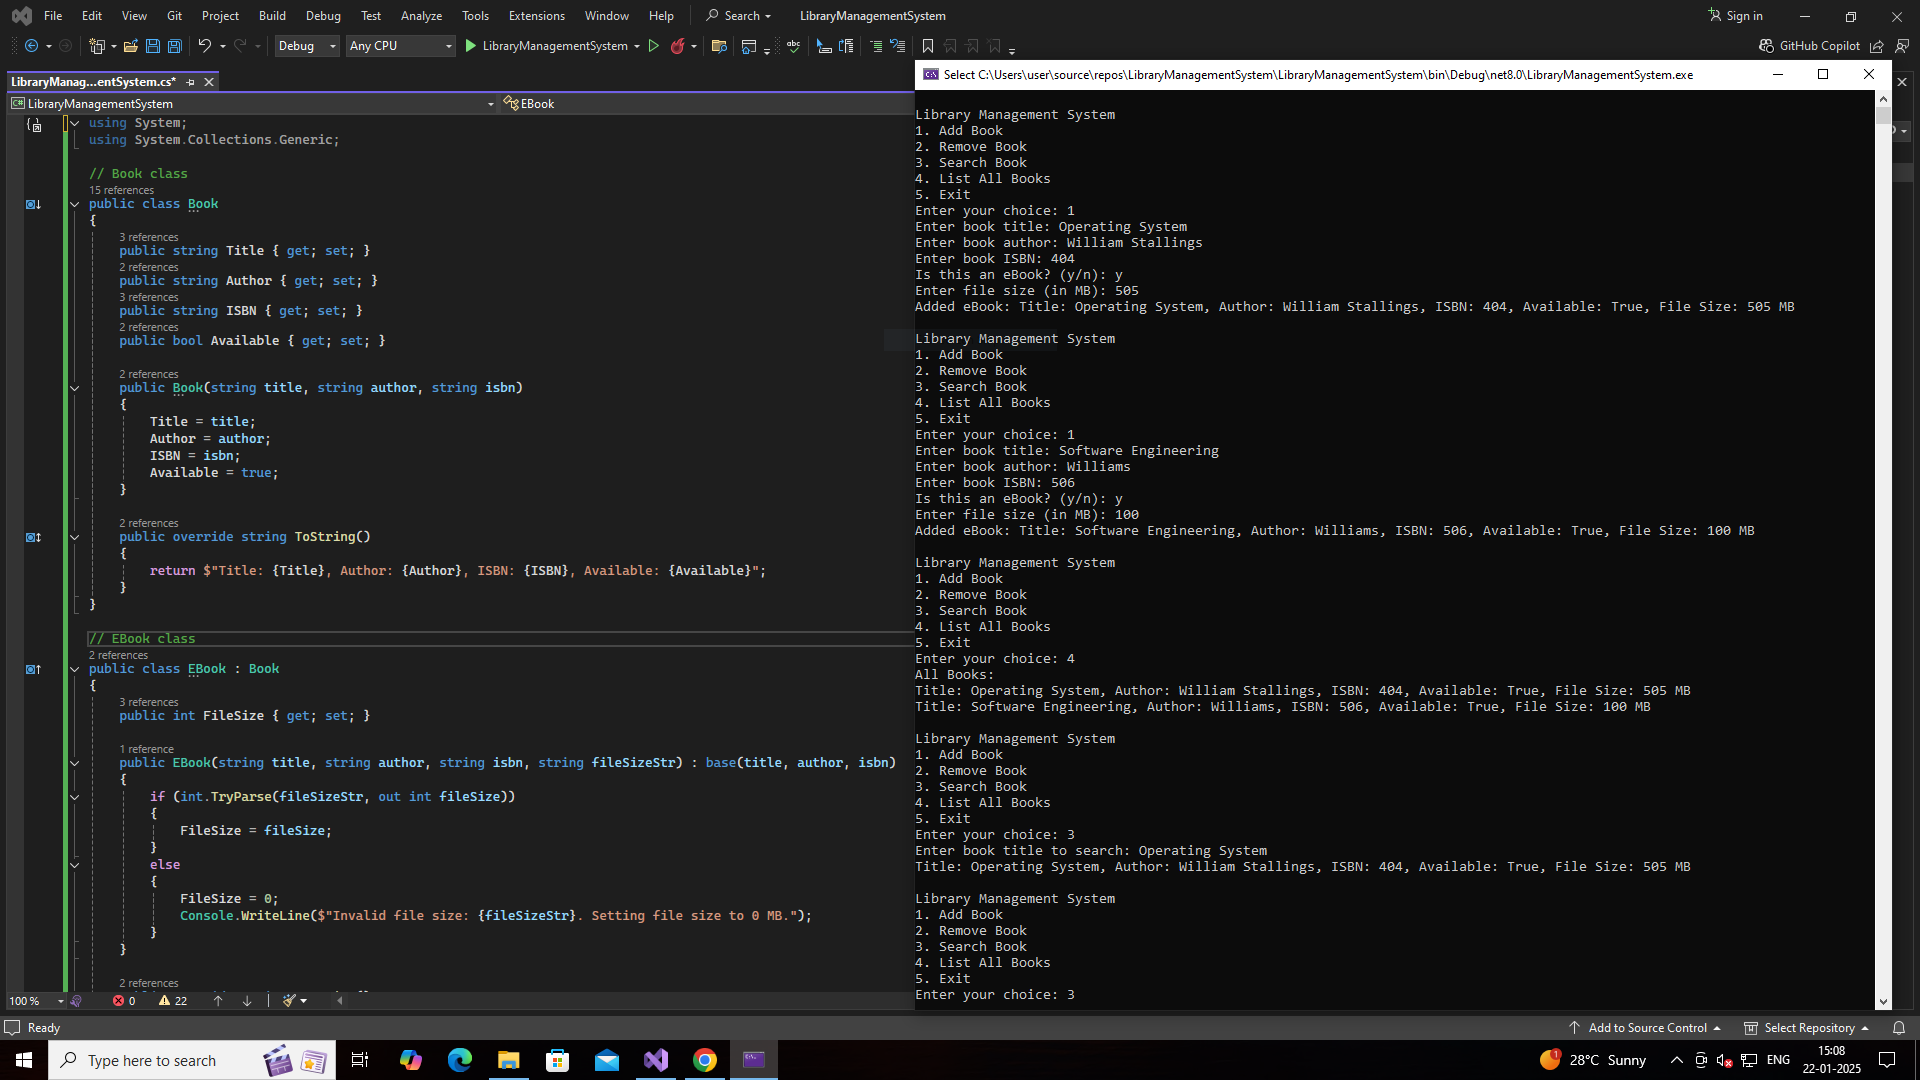 File Edit View Git Project Build Debug Test Analyze Tools Extensions Window Help Search LibraryManagementSystem Sign in
Debug Any CPU LibraryManagementSystem GitHub Copilot
LibraryManag...entSystem.cs*
LibraryManagementSystem EBook
using System;
using System.Collections.Generic;
// Book class
15 references
public class Book
{
3 references
public string Title { get; set; }
2 references
public string Author { get; set; }
3 references
public string ISBN { get; set; }
2 references
public bool Available { get; set; }
2 references
public Book(string title, string author, string isbn)
{
Title = title;
Author = author;
ISBN = isbn;
Available = true;
}
2 references
public override string ToString()
{
return $"Title: {Title}, Author: {Author}, ISBN: {ISBN}, Available: {Available}";
}
}
// EBook class
2 references
public class EBook : Book
{
3 references
public int FileSize { get; set; }
1 reference
public EBook(string title, string author, string isbn, string fileSizeStr) : base(title, author, isbn)
{
if (int.TryParse(fileSizeStr, out int fileSize))
{
FileSize = fileSize;
}
else
{
FileSize = 0;
Console.WriteLine($"Invalid file size: {fileSizeStr}. Setting file size to 0 MB.");
}
}
2 references
100 % 0 22
Select C:\Users\user\source\repos\LibraryManagementSystem\LibraryManagementSystem\bin\Debug\net8.0\LibraryManagementSystem.exe
Library Management System
1. Add Book
2. Remove Book
3. Search Book
4. List All Books
5. Exit
Enter your choice: 1
Enter book title: Operating System
Enter book author: William Stallings
Enter book ISBN: 404
Is this an eBook? (y/n): y
Enter file size (in MB): 505
Added eBook: Title: Operating System, Author: William Stallings, ISBN: 404, Available: True, File Size: 505 MB
Library Management System
1. Add Book
2. Remove Book
3. Search Book
4. List All Books
5. Exit
Enter your choice: 1
Enter book title: Software Engineering
Enter book author: Williams
Enter book ISBN: 506
Is this an eBook? (y/n): y
Enter file size (in MB): 100
Added eBook: Title: Software Engineering, Author: Williams, ISBN: 506, Available: True, File Size: 100 MB
Library Management System
1. Add Book
2. Remove Book
3. Search Book
4. List All Books
5. Exit
Enter your choice: 4
All Books:
Title: Operating System, Author: William Stallings, ISBN: 404, Available: True, File Size: 505 MB
Title: Software Engineering, Author: Williams, ISBN: 506, Available: True, File Size: 100 MB
Library Management System
1. Add Book
2. Remove Book
3. Search Book
4. List All Books
5. Exit
Enter your choice: 3
Enter book title to search: Operating System
Title: Operating System, Author: William Stallings, ISBN: 404, Available: True, File Size: 505 MB
Library Management System
1. Add Book
2. Remove Book
3. Search Book
4. List All Books
5. Exit
Enter your choice: 3
Ready Add to Source Control Select Repository
Type here to search 1 28°C Sunny ENG 15:08
22-01-2025